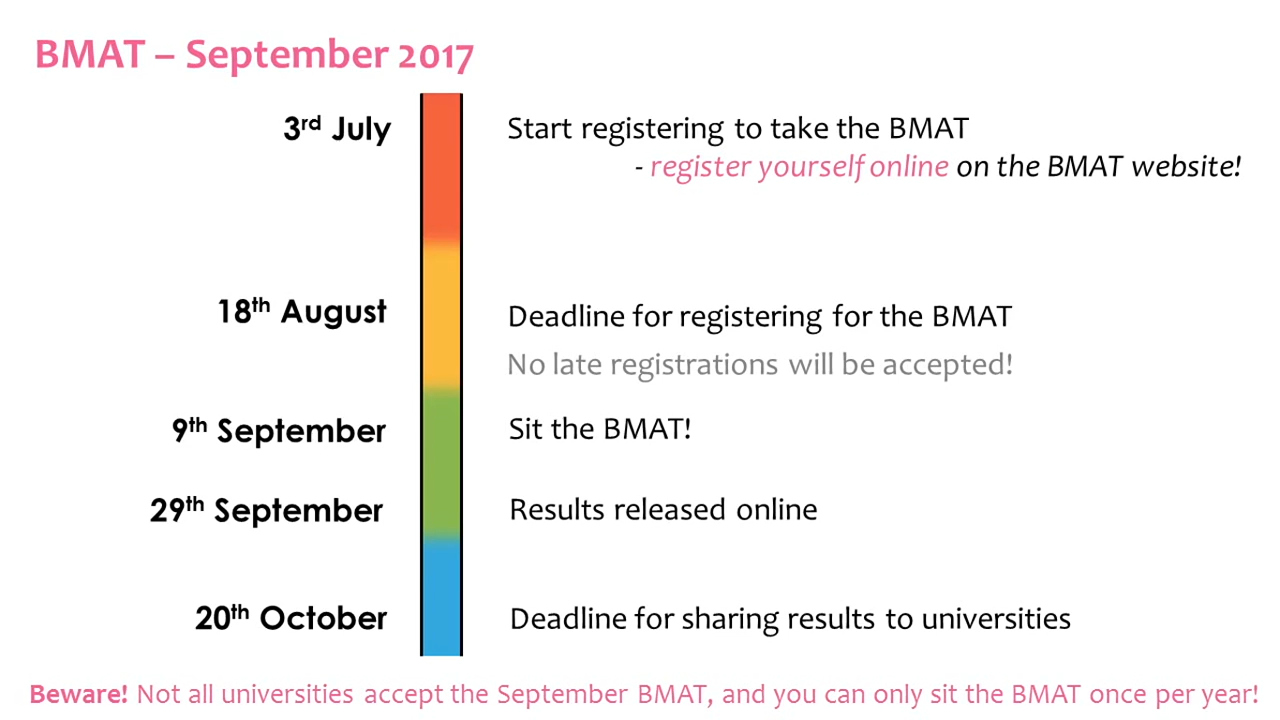 BMAT – September 2017
3rd July
Start registering to take the BMAT
- register yourself online on the BMAT website!
18th August
Deadline for registering for the BMAT
No late registrations will be accepted!
9th September
Sit the BMAT!
29th September
Results released online
20th October
Deadline for sharing results to universities
Beware! Not all universities accept the September BMAT, and you can only sit the BMAT once per year!